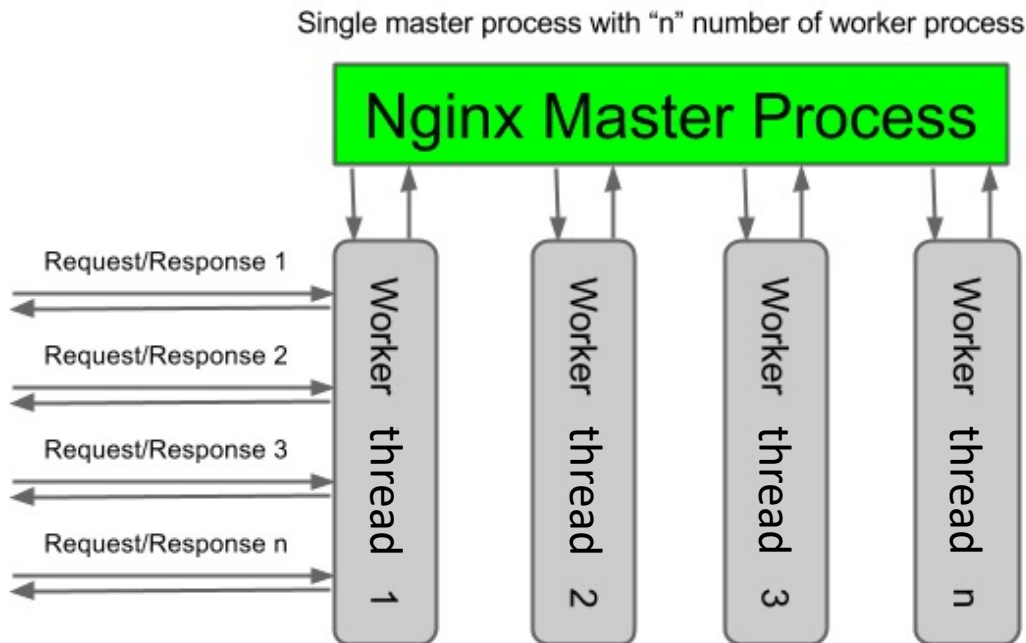 Single master process with “n” number of worker process
Nginx Master Process
Request/Response 1
Request/Response 2
Request/Response 3
Request/Response n
Worker thread 1
Worker thread 2
Worker thread 3
Worker thread n